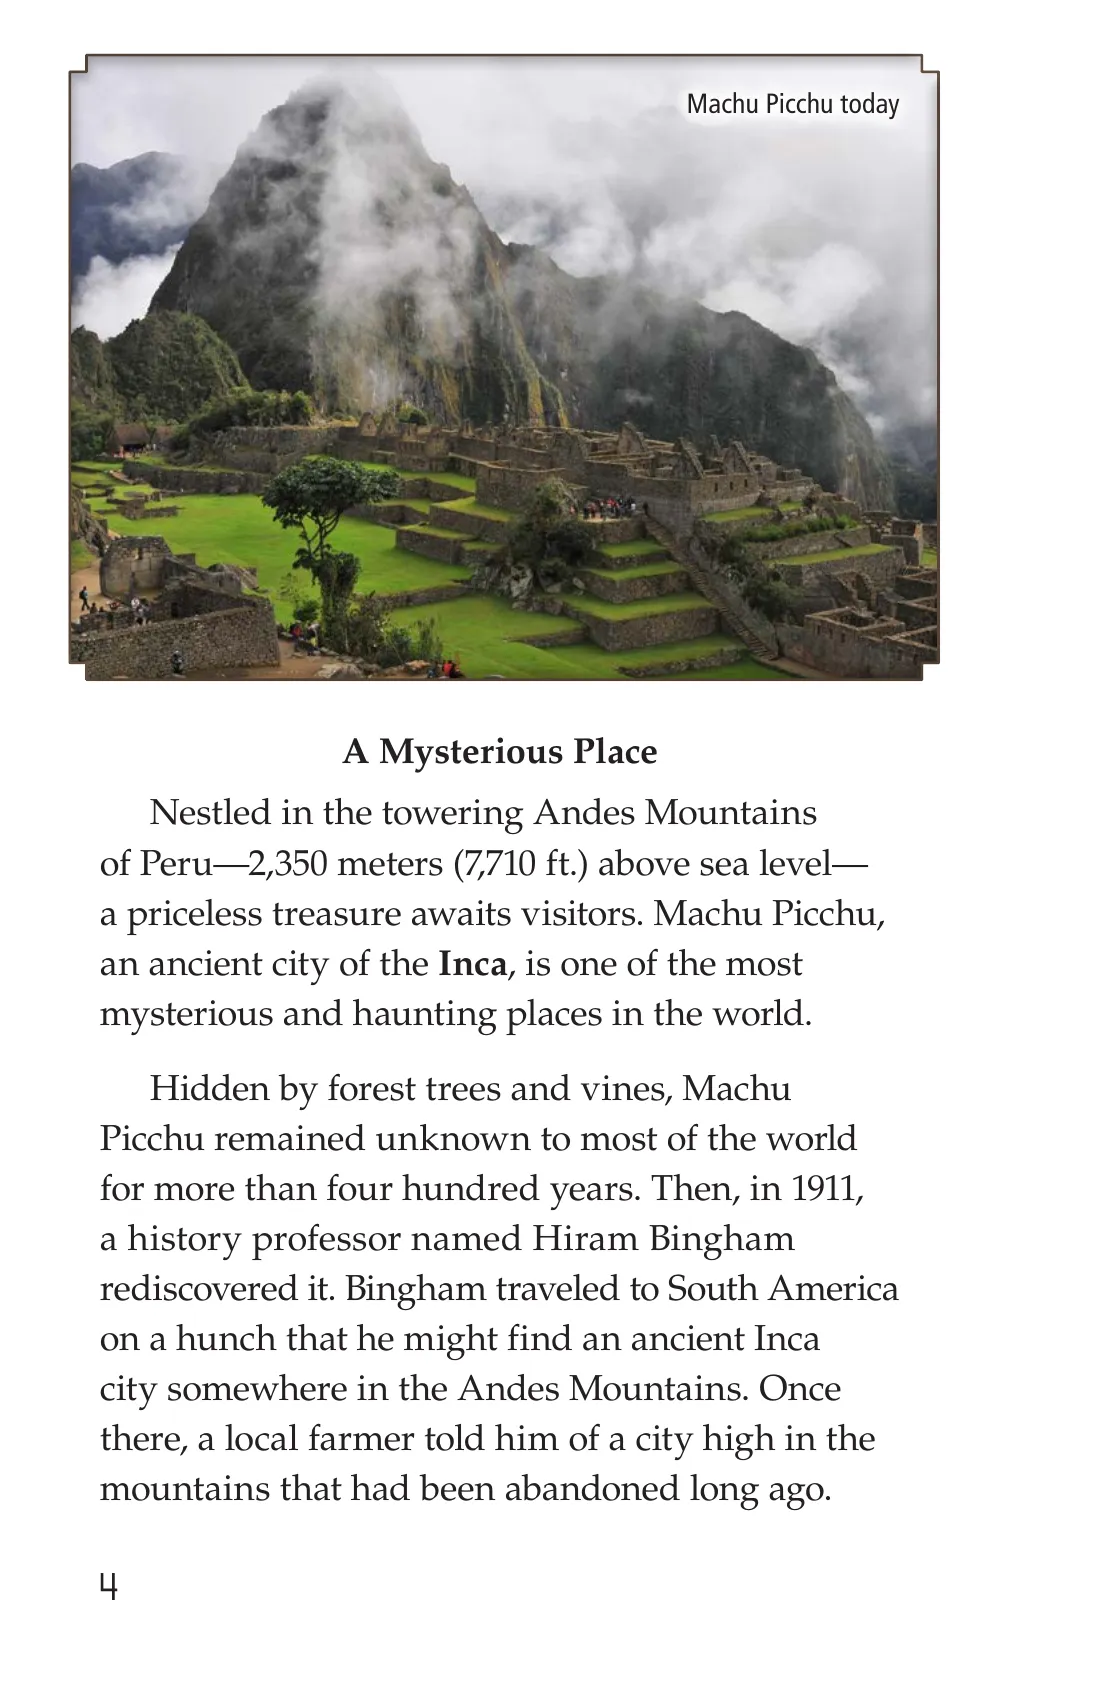 Machu Picchu today
A Mysterious Place
Nestled in the towering Andes Mountains
of Peru—2,350 meters (7,710 ft.) above sea level—
a priceless treasure awaits visitors. Machu Picchu,
an ancient city of the Inca, is one of the most
mysterious and haunting places in the world.
Hidden by forest trees and vines, Machu
Picchu remained unknown to most of the world
for more than four hundred years. Then, in 1911,
a history professor named Hiram Bingham
rediscovered it. Bingham traveled to South America
on a hunch that he might find an ancient Inca
city somewhere in the Andes Mountains. Once
there, a local farmer told him of a city high in the
mountains that had been abandoned long ago.
4